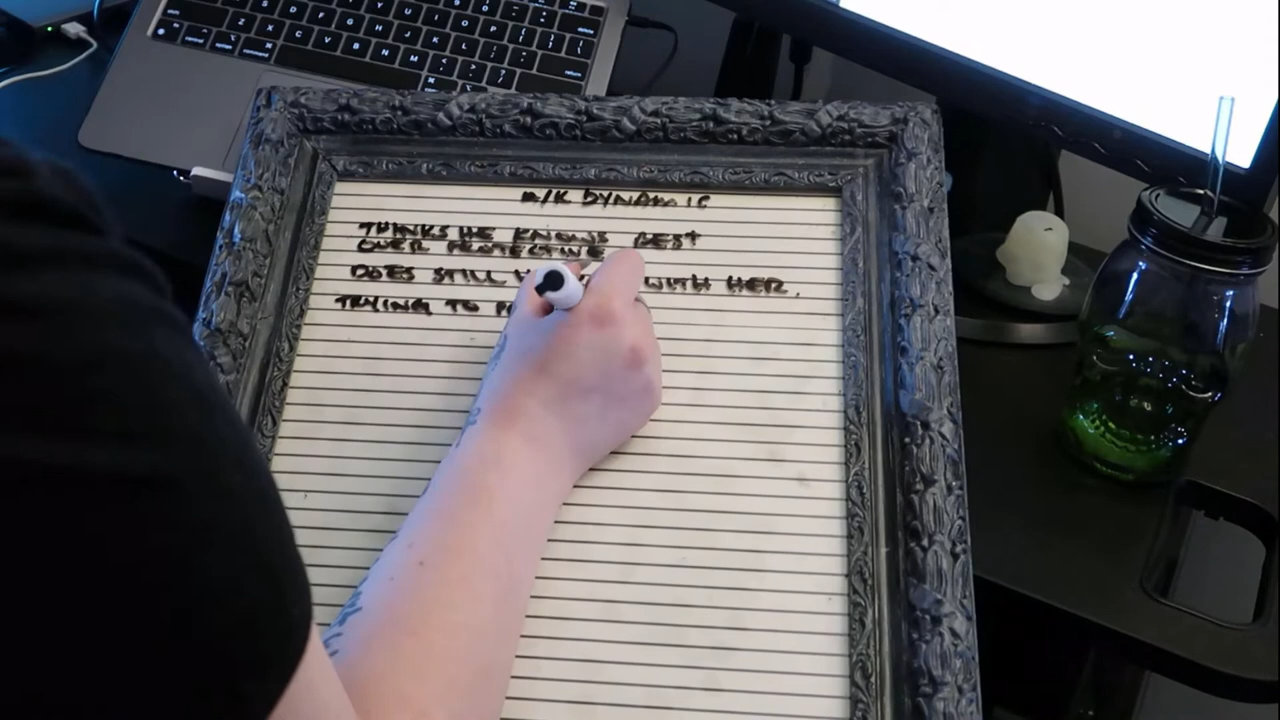 A/K DYNAMIC
THINKS HE KNOWS BEST
OVER PROTECTIVE
DOES STILL WITH HER.
TRYING TO